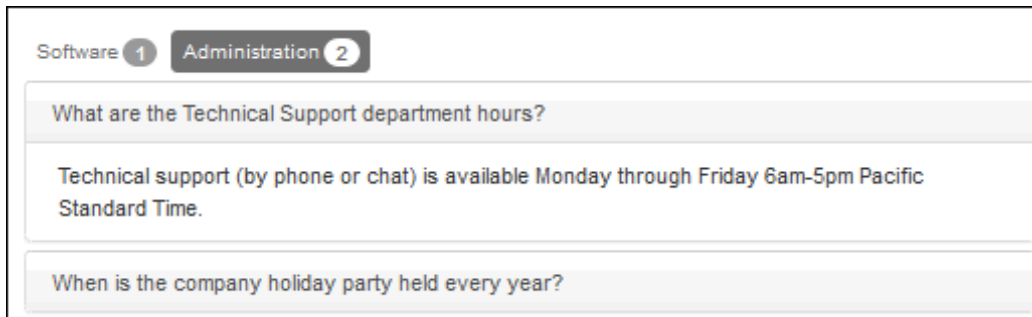 Software 1 Administration 2
What are the Technical Support department hours?
Technical support (by phone or chat) is available Monday through Friday 6am-5pm Pacific
Standard Time.
When is the company holiday party held every year?